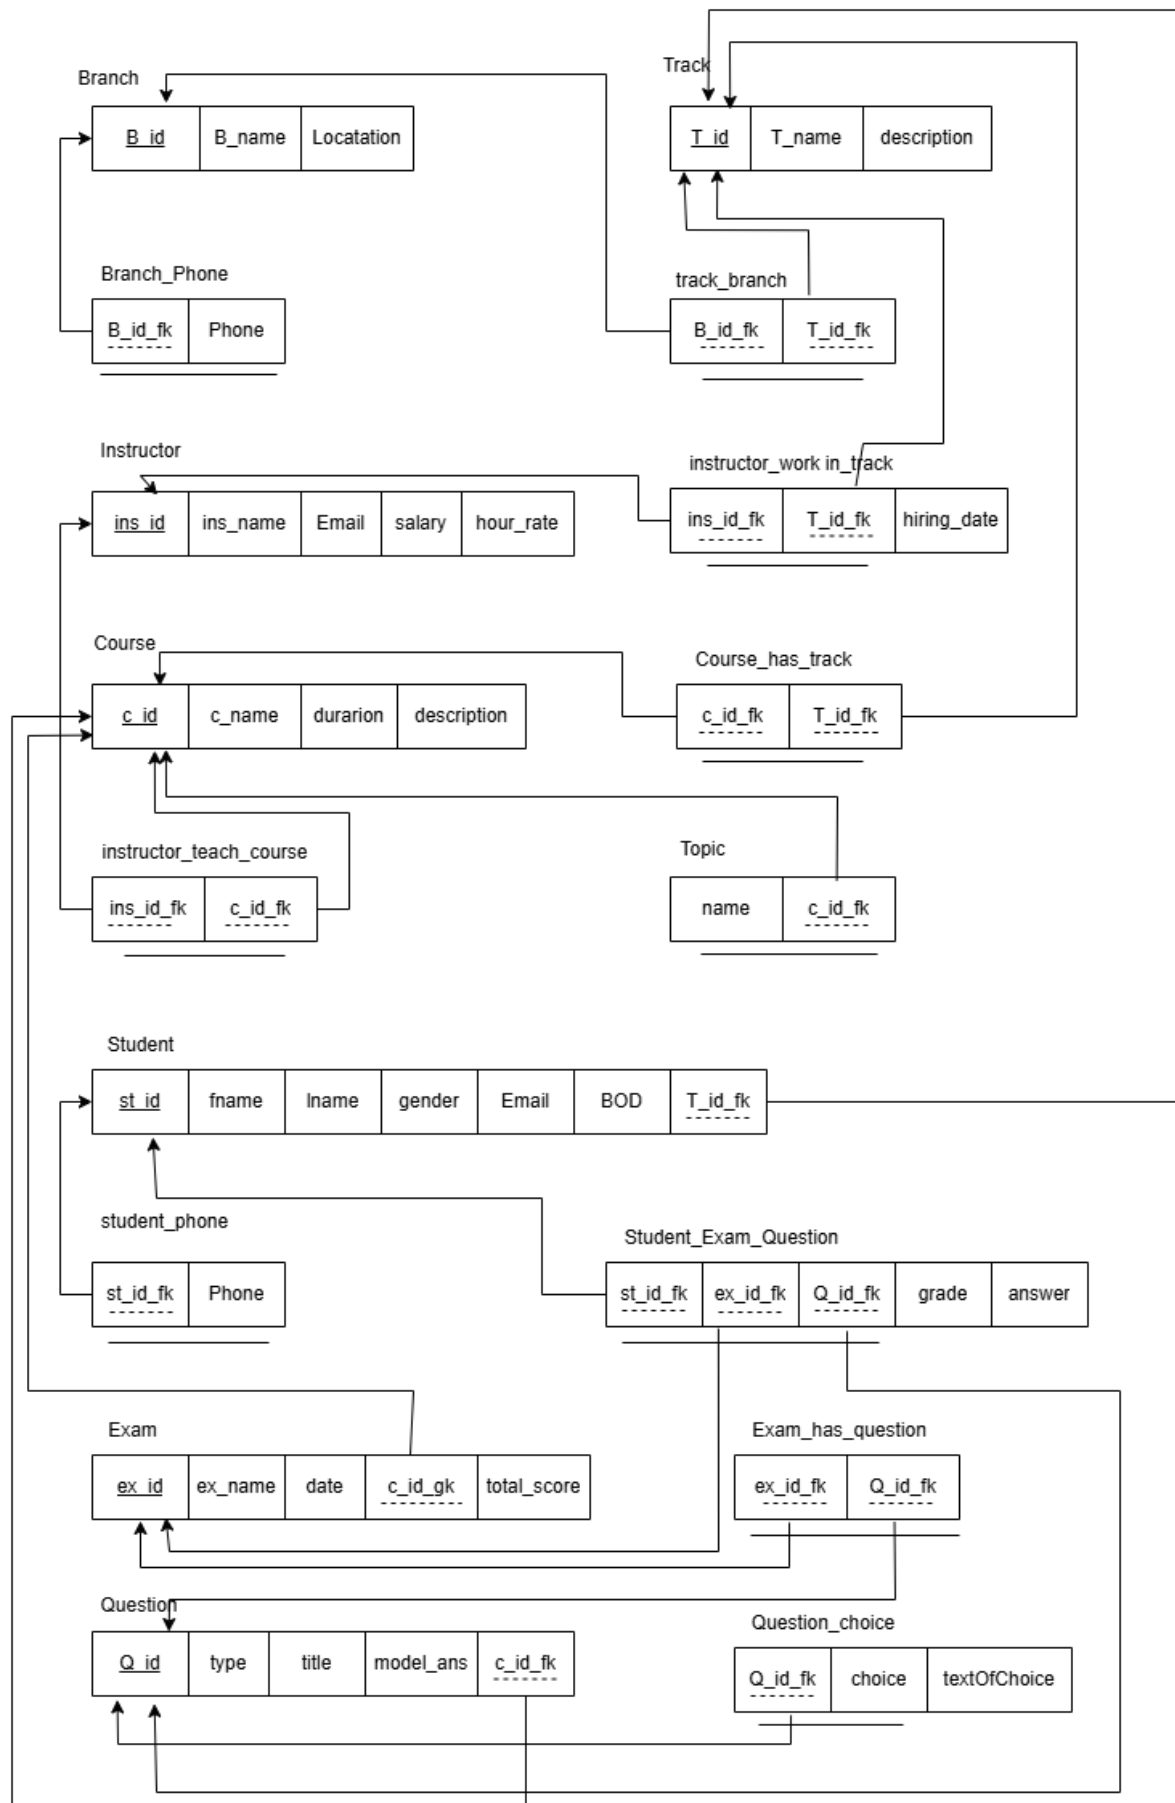 Branch
B_id B_name Locatation
Track
T_id T_name description
Branch_Phone
B_id_fk Phone
track_branch
B_id_fk T_id_fk
Instructor
ins_id ins_name Email salary hour_rate
instructor_work in_track
ins_id_fk T_id_fk hiring_date
Course
c_id c_name durarion description
Course_has_track
c_id_fk T_id_fk
instructor_teach_course
ins_id_fk c_id_fk
Topic
name c_id_fk
Student
st_id fname lname gender Email BOD T_id_fk
student_phone
st_id_fk Phone
Student_Exam_Question
st_id_fk ex_id_fk Q_id_fk grade answer
Exam
ex_id ex_name date c_id_gk total_score
Exam_has_question
ex_id_fk Q_id_fk
Question
Q_id type title model_ans c_id_fk
Question_choice
Q_id_fk choice textOfChoice